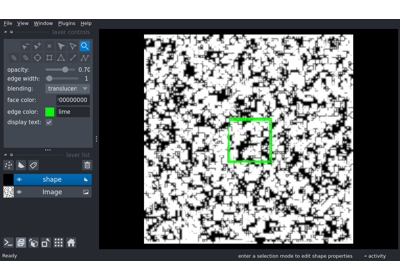 File View Window Plugins Help
layer controls
opacity: 0.70
edge width: 1
blending: translucen
face color: 00000000
edge color: lime
display text:
layer list
shape
Image
Ready
enter a selection mode to edit shape properties
activity